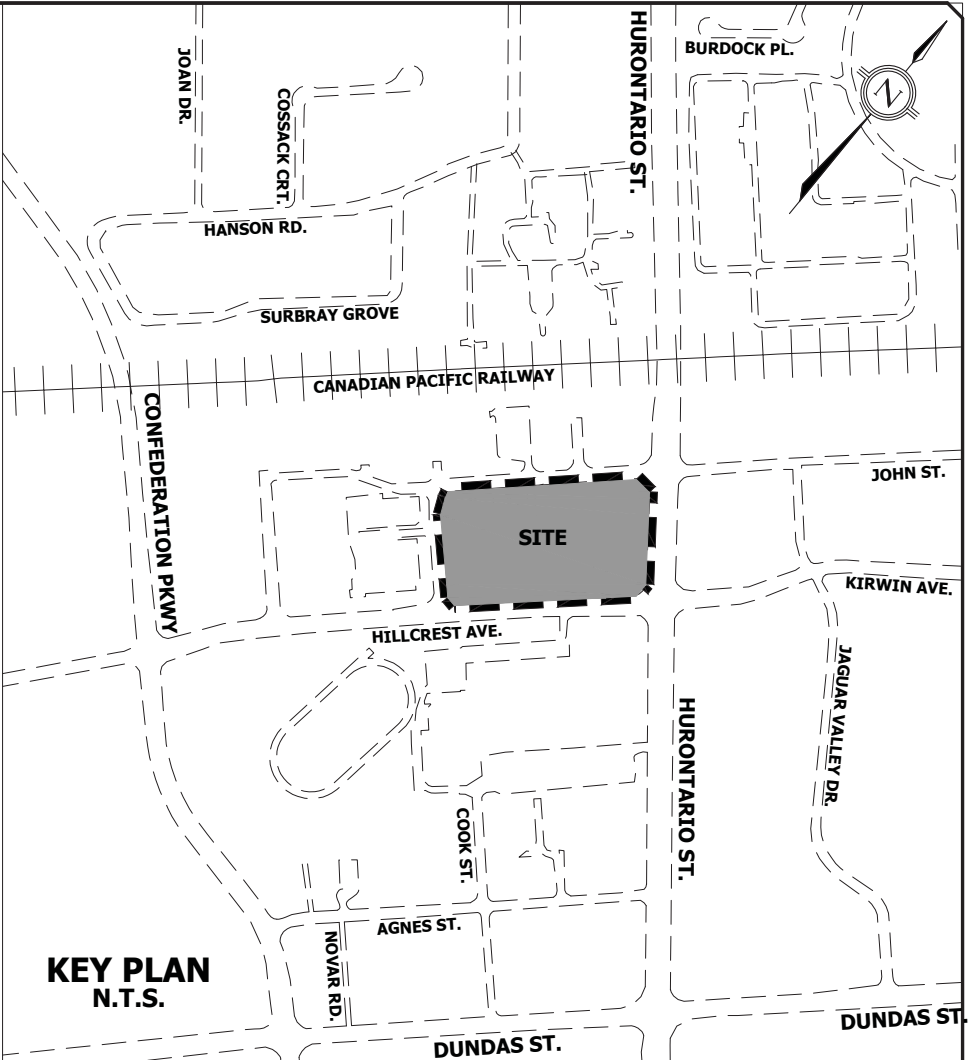 JOAN DR.
COSSACK CRT.
HURONTARIO ST.
BURDOCK PL.
N
HANSON RD.
SURBRAY GROVE
CANADIAN PACIFIC RAILWAY
CONFEDERATION PKWY
JOHN ST.
SITE
KIRWIN AVE.
HILLCREST AVE.
JAGUAR VALLEY DR.
HURONTARIO ST.
COOK ST.
AGNES ST.
NOVAR RD.
KEY PLAN
N.T.S.
DUNDAS ST.
DUNDAS ST.